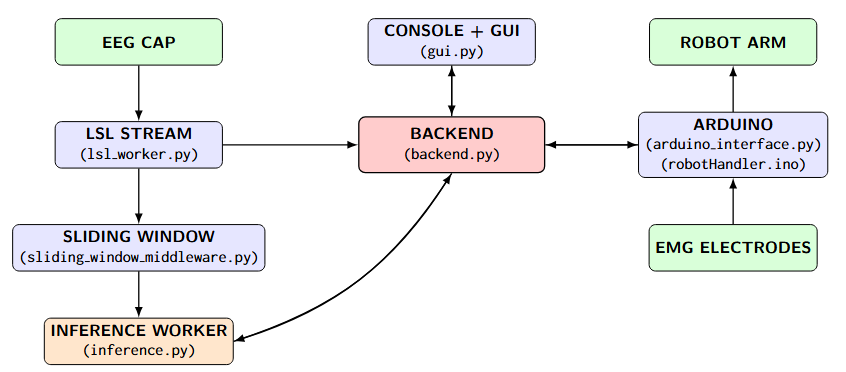 EEG CAP
CONSOLE + GUI
(gui.py)
ROBOT ARM
LSL STREAM
(lsl_worker.py)
BACKEND
(backend.py)
ARDUINO
(arduino_interface.py)
(robotHandler.ino)
SLIDING WINDOW
(sliding_window_middleware.py)
EMG ELECTRODES
INFERENCE WORKER
(inference.py)